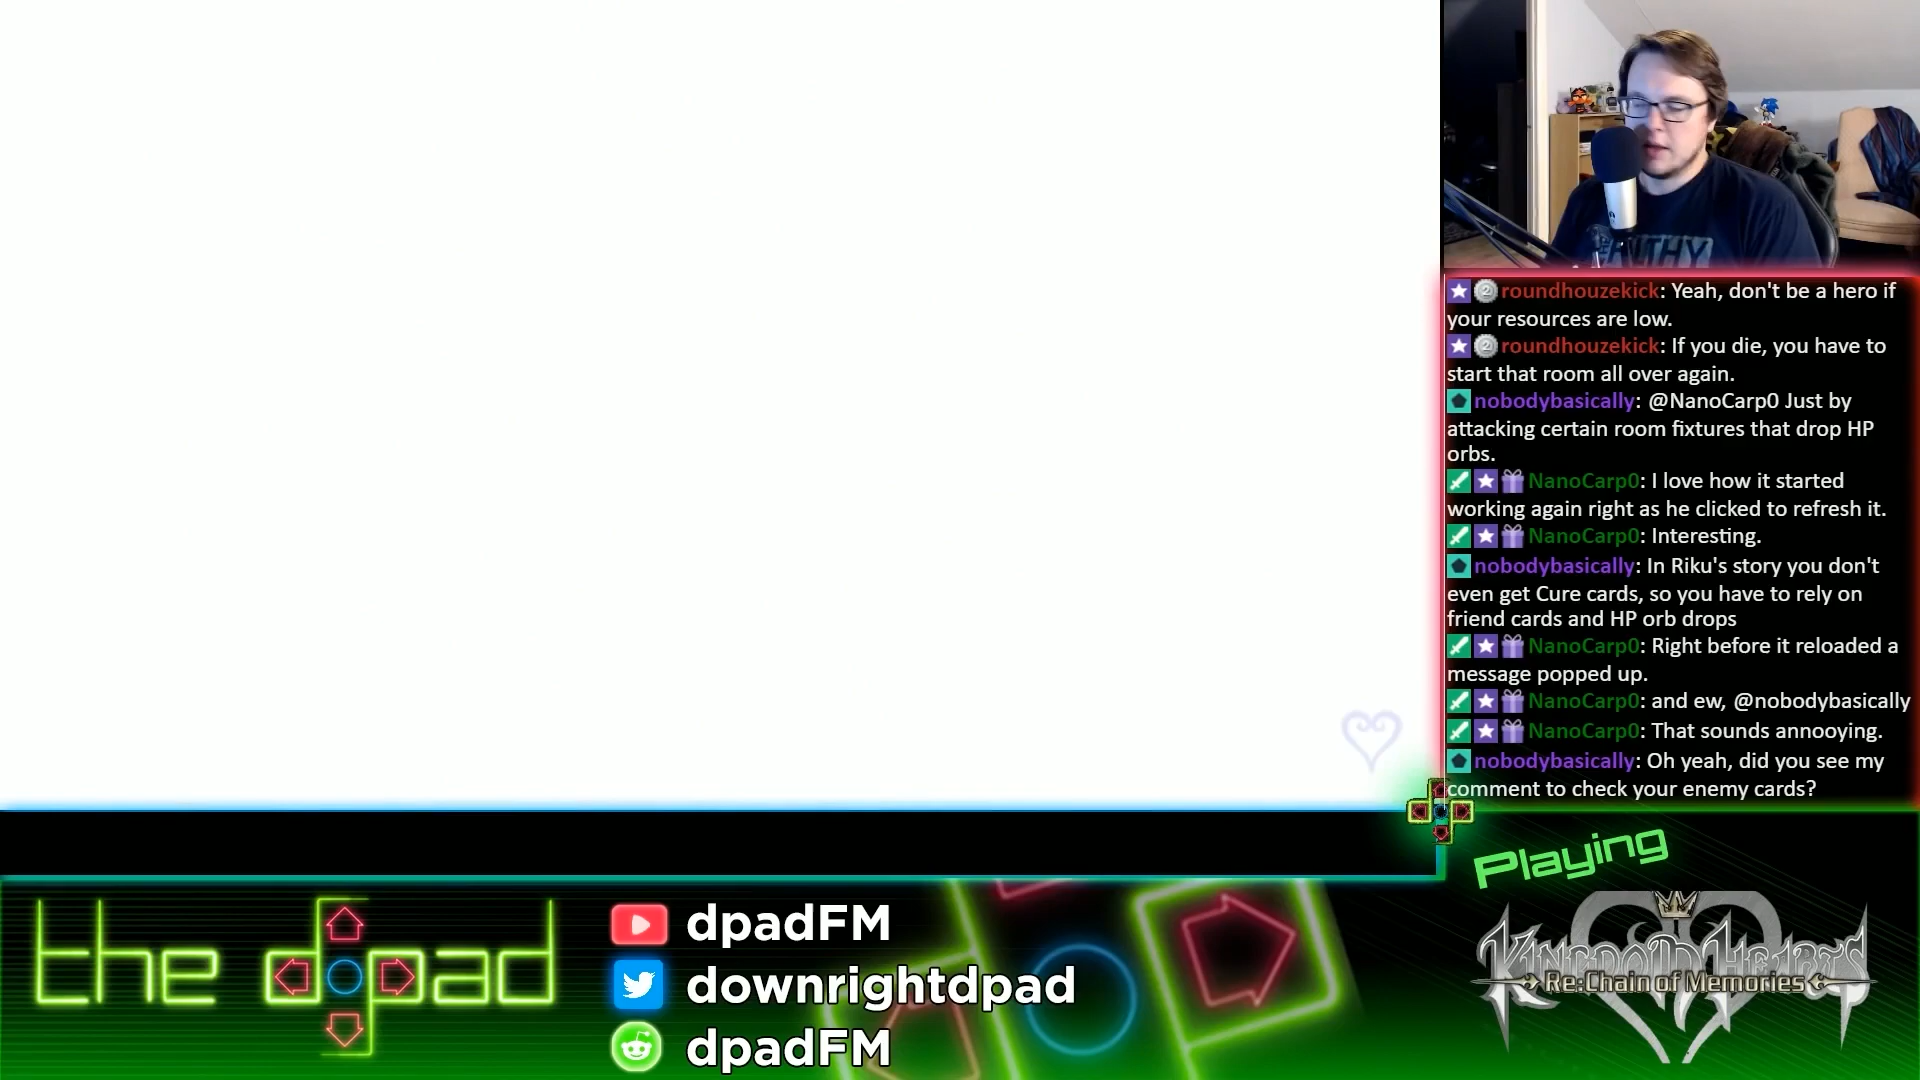 roundhouzekick: Yeah, don't be a hero if
your resources are low.
roundhouzekick: If you die, you have to
start that room all over again.
nobodybasically: @NanoCarp0 Just by
attacking certain room fixtures that drop HP
orbs.
NanoCarp0: I love how it started
working again right as he clicked to refresh it.
NanoCarp0: Interesting.
nobodybasically: In Riku's story you don't
even get Cure cards, so you have to rely on
friend cards and HP orb drops
NanoCarp0: Right before it reloaded a
message popped up.
NanoCarp0: and ew, @nobodybasically
NanoCarp0: That sounds annooying.
nobodybasically: Oh yeah, did you see my
comment to check your enemy cards?
Playing
KINGDOM HEARTS
Re:Chain of Memories
the dpad
dpadFM
downrightdpad
dpadFM